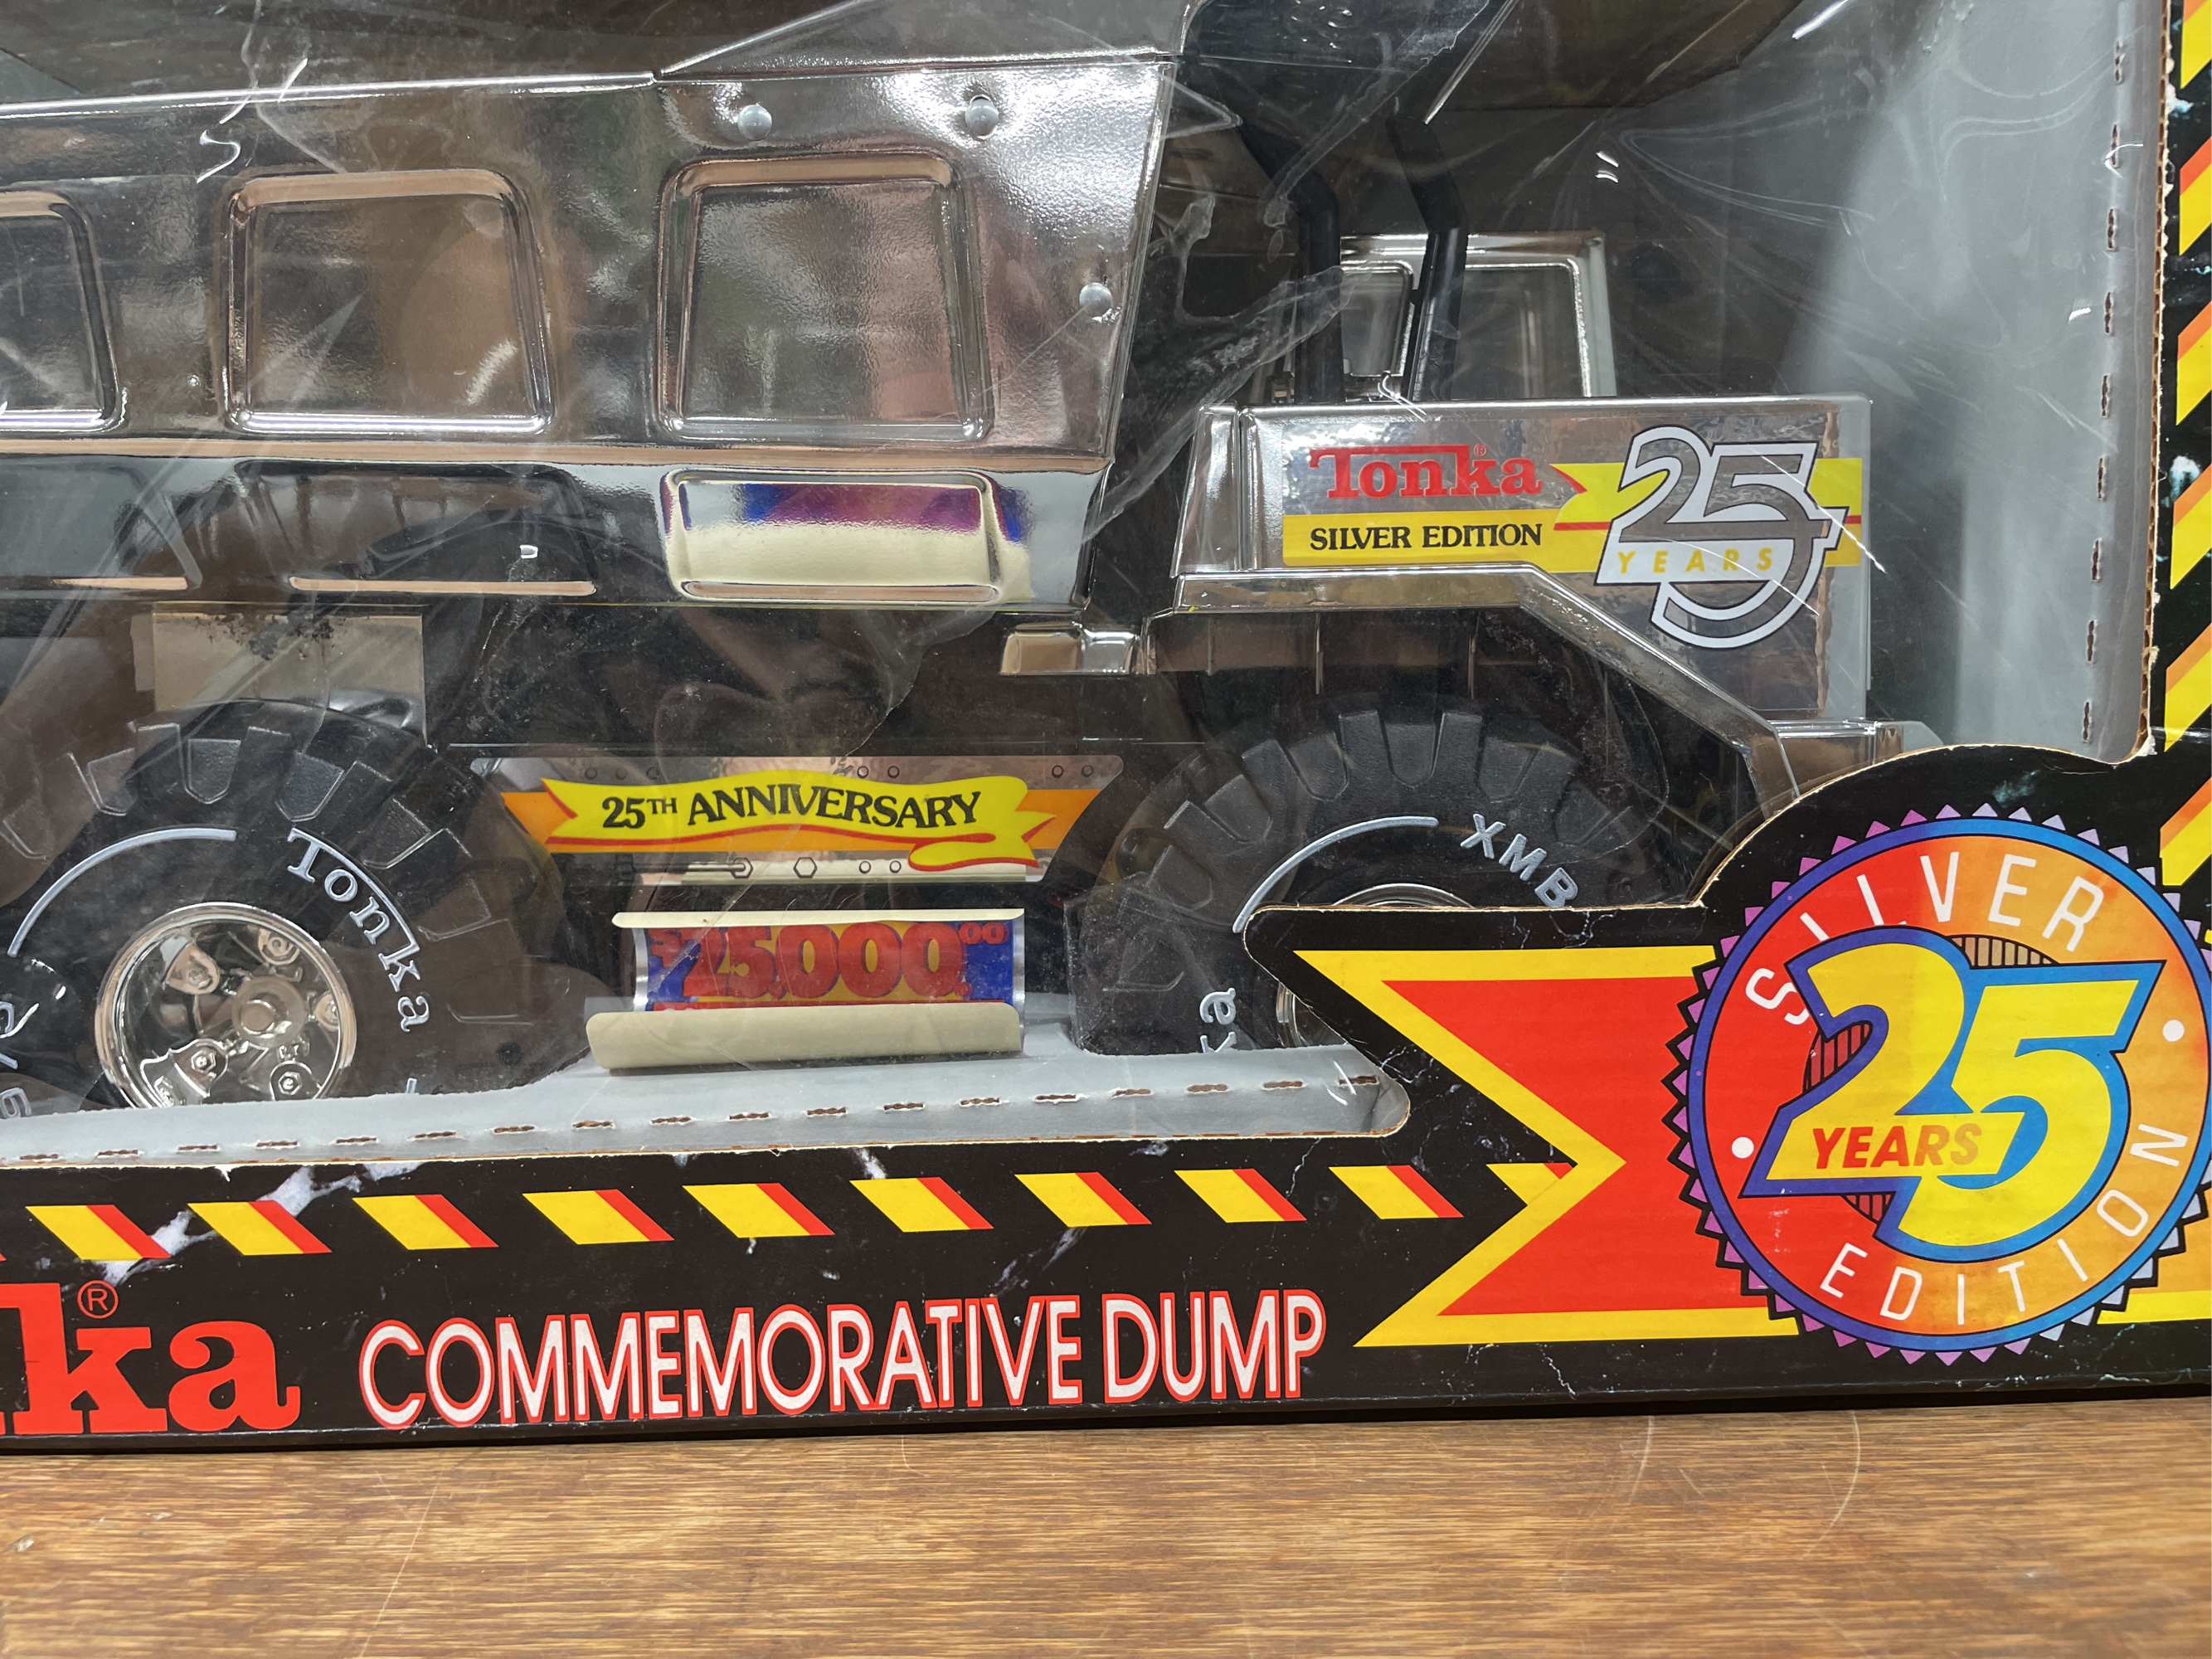 Tonka®
SILVER EDITION
25
YEARS
25TH ANNIVERSARY
Tonka
XMB
ka
$25,000.00
SILVER
25
YEARS
EDITION
ka®
COMMEMORATIVE DUMP